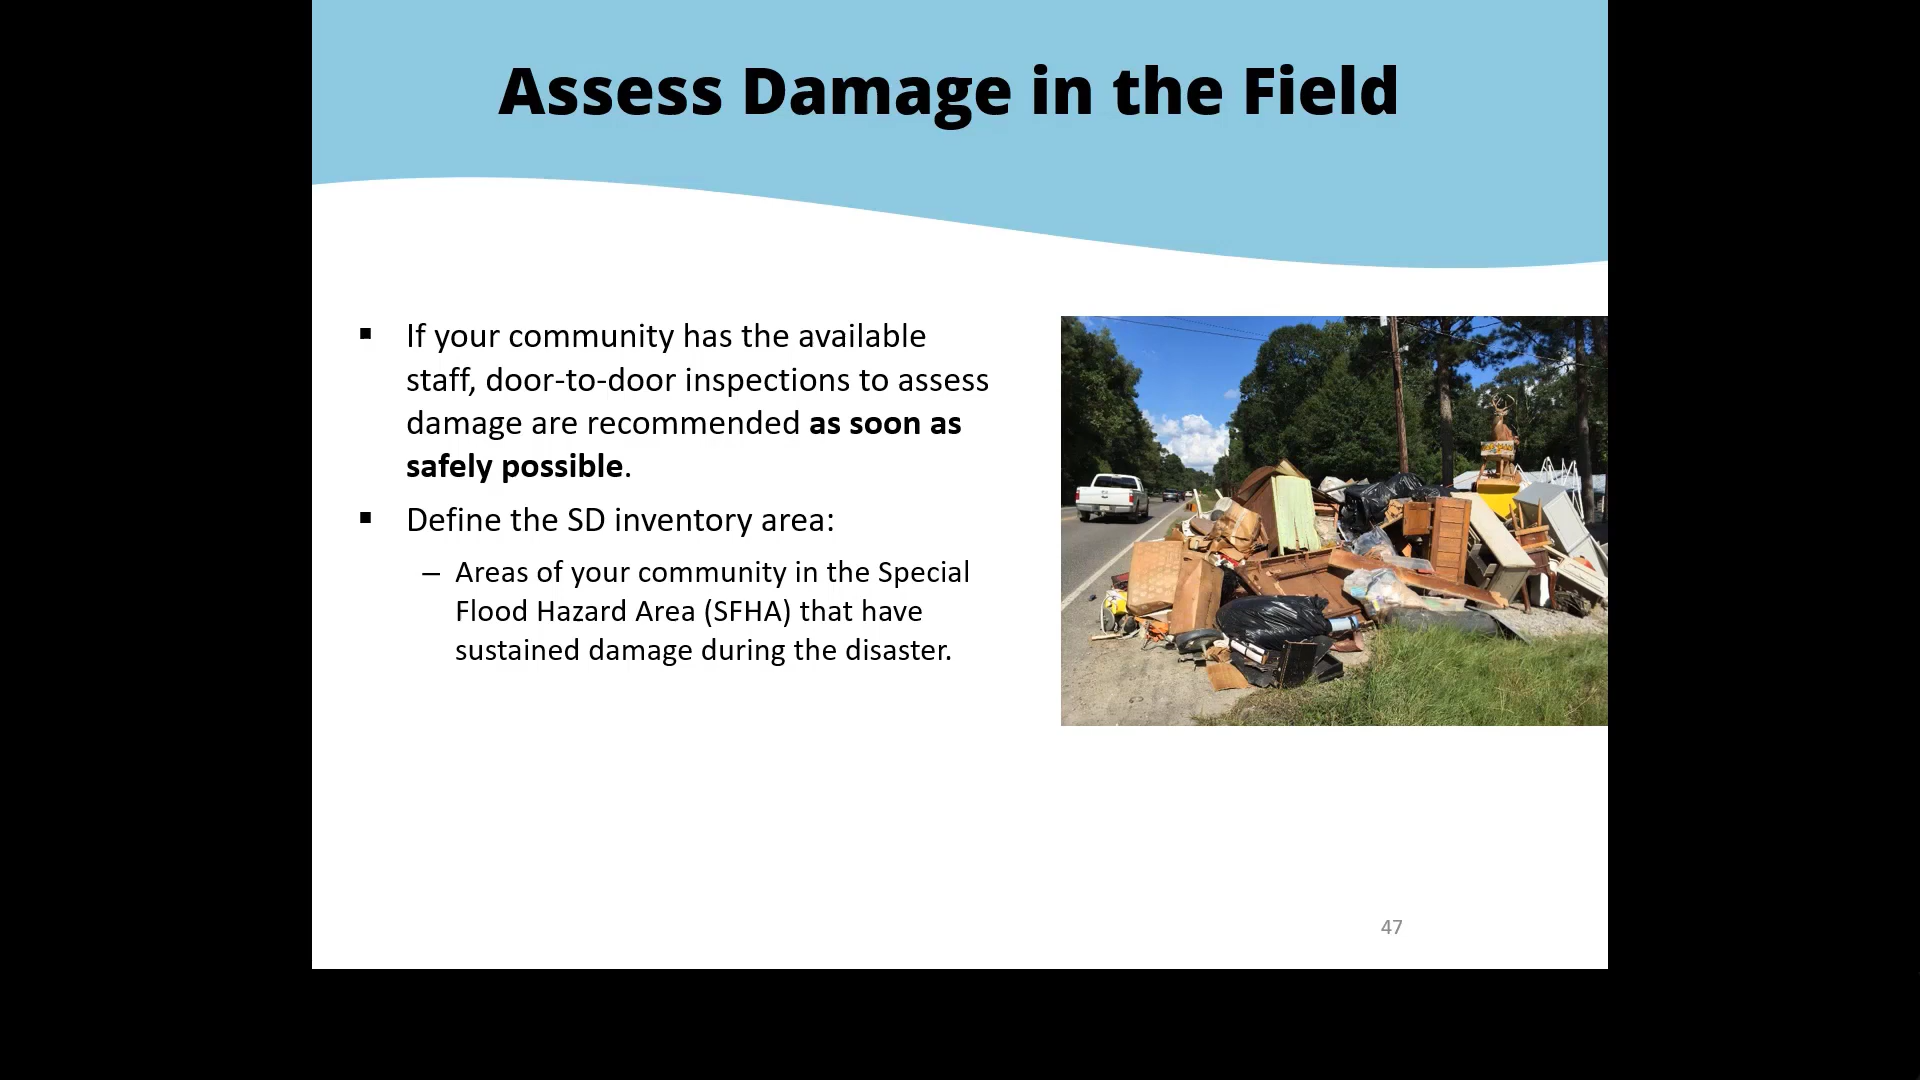 Assess Damage in the Field
▪ If your community has the available
staff, door-to-door inspections to assess
damage are recommended as soon as
safely possible.
▪ Define the SD inventory area:
– Areas of your community in the Special
Flood Hazard Area (SFHA) that have
sustained damage during the disaster.
47